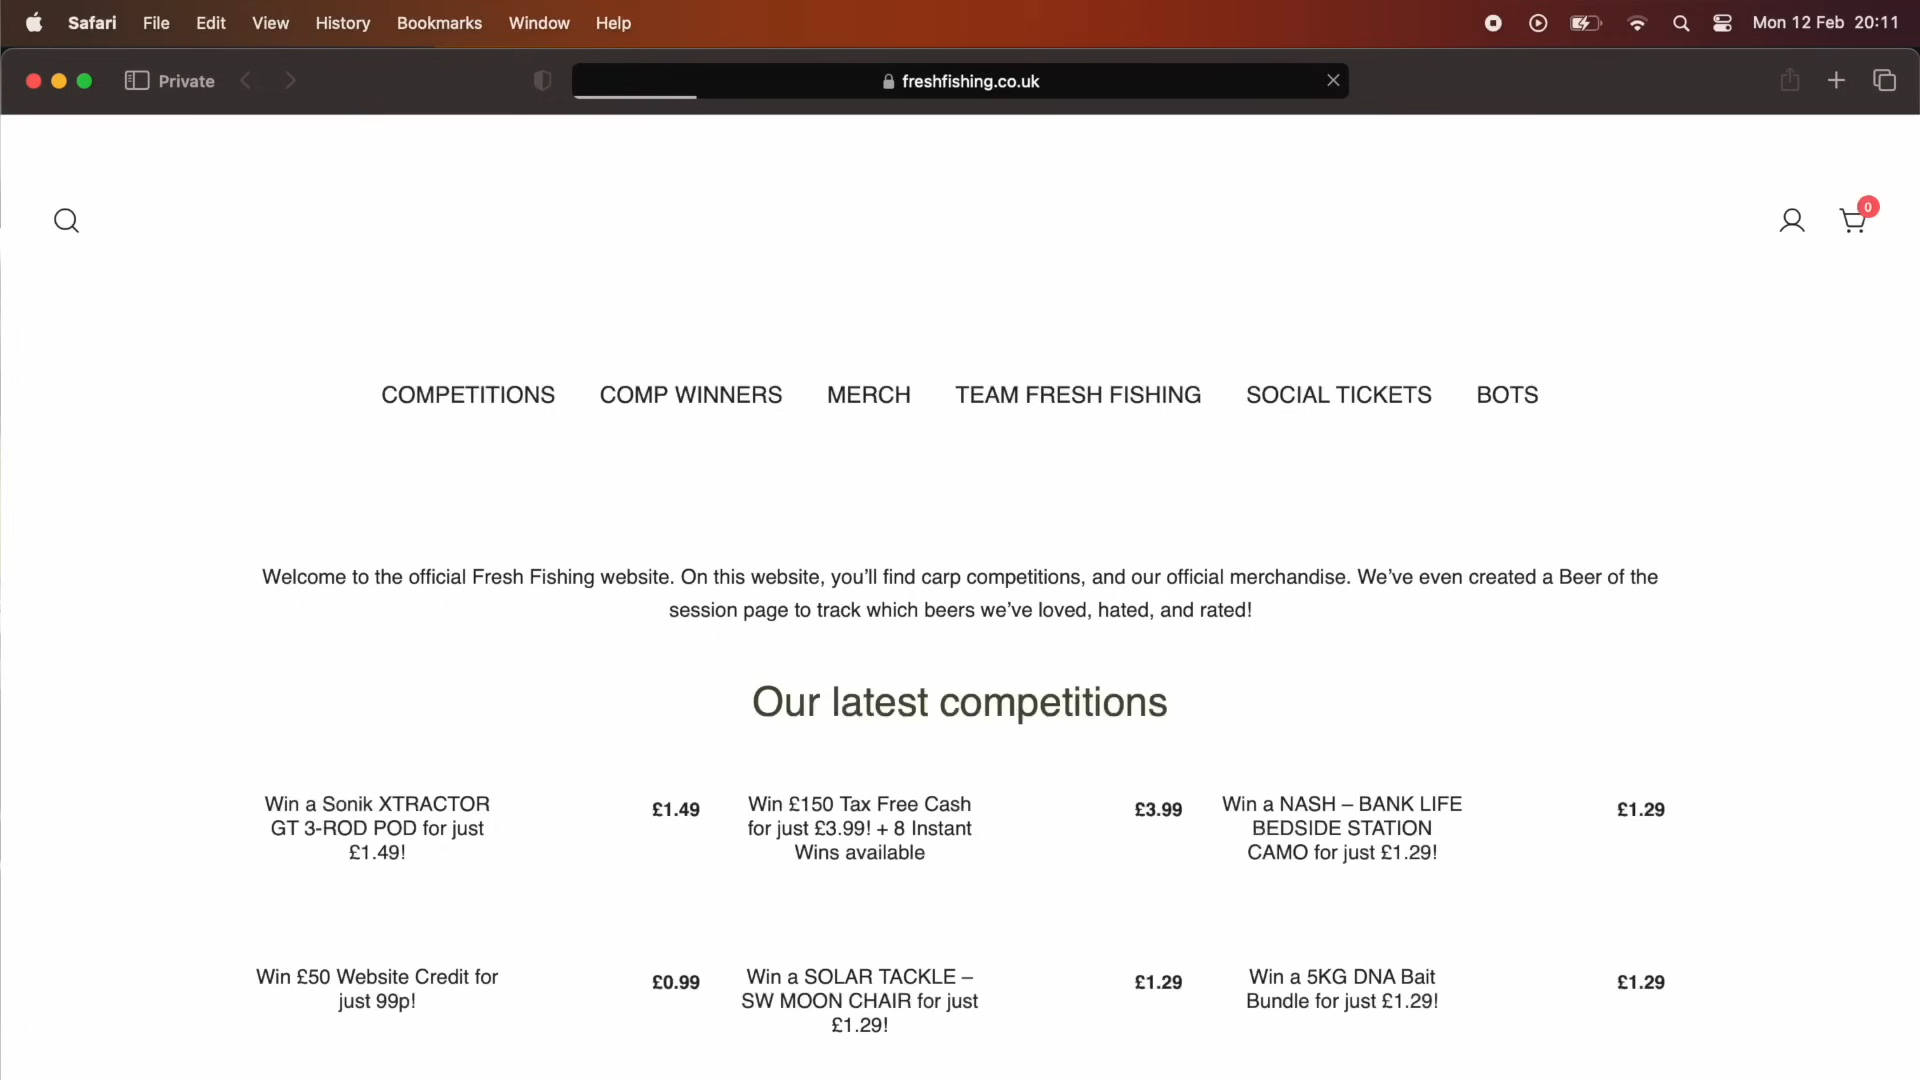 Safari File Edit View History Bookmarks Window Help Mon 12 Feb 20:11
Private freshfishing.co.uk
0
COMPETITIONS COMP WINNERS MERCH TEAM FRESH FISHING SOCIAL TICKETS BOTS
Welcome to the official Fresh Fishing website. On this website, you’ll find carp competitions, and our official merchandise. We’ve even created a Beer of the
session page to track which beers we’ve loved, hated, and rated!
Our latest competitions
Win a Sonik XTRACTOR
GT 3-ROD POD for just
£1.49!
£1.49
Win £150 Tax Free Cash
for just £3.99! + 8 Instant
Wins available
£3.99
Win a NASH – BANK LIFE
BEDSIDE STATION
CAMO for just £1.29!
£1.29
Win £50 Website Credit for
just 99p!
£0.99
Win a SOLAR TACKLE –
SW MOON CHAIR for just
£1.29!
£1.29
Win a 5KG DNA Bait
Bundle for just £1.29!
£1.29